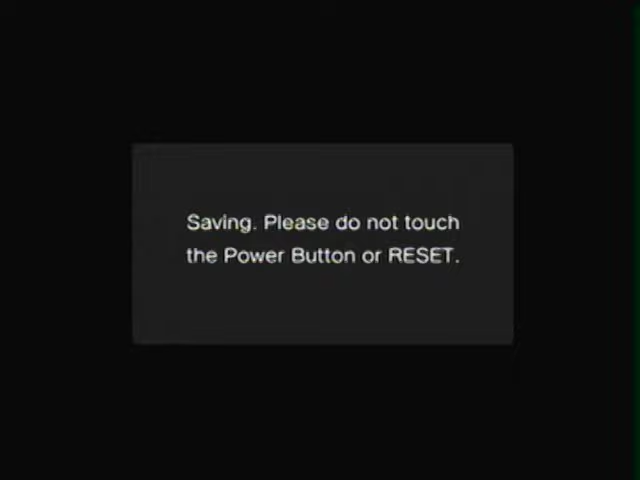 Saving. Please do not touch
the Power Button or RESET.